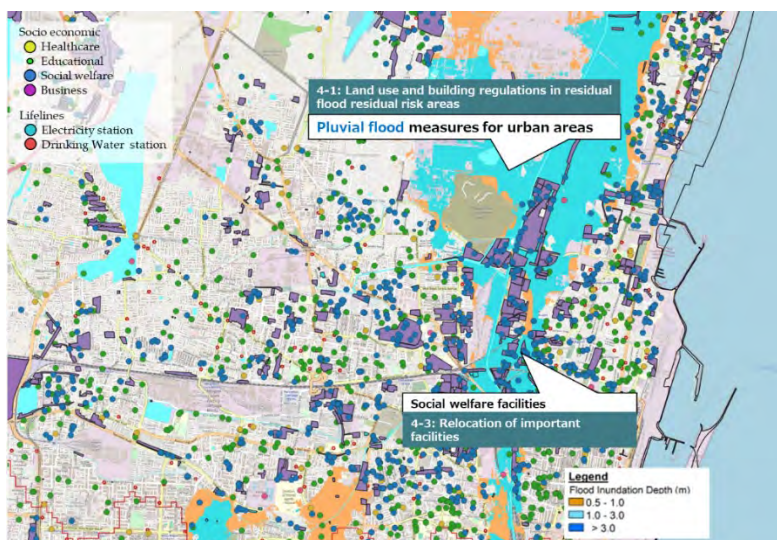 Socio economic
Healthcare
Educational
Social welfare
Business
Lifelines
Electricity station
Drinking Water station
4-1: Land use and building regulations in residual
flood residual risk areas
Pluvial flood measures for urban areas
Social welfare facilities
4-3: Relocation of important
facilities
Legend
Flood Inundation Depth (m)
0.5 - 1.0
1.0 - 3.0
> 3.0